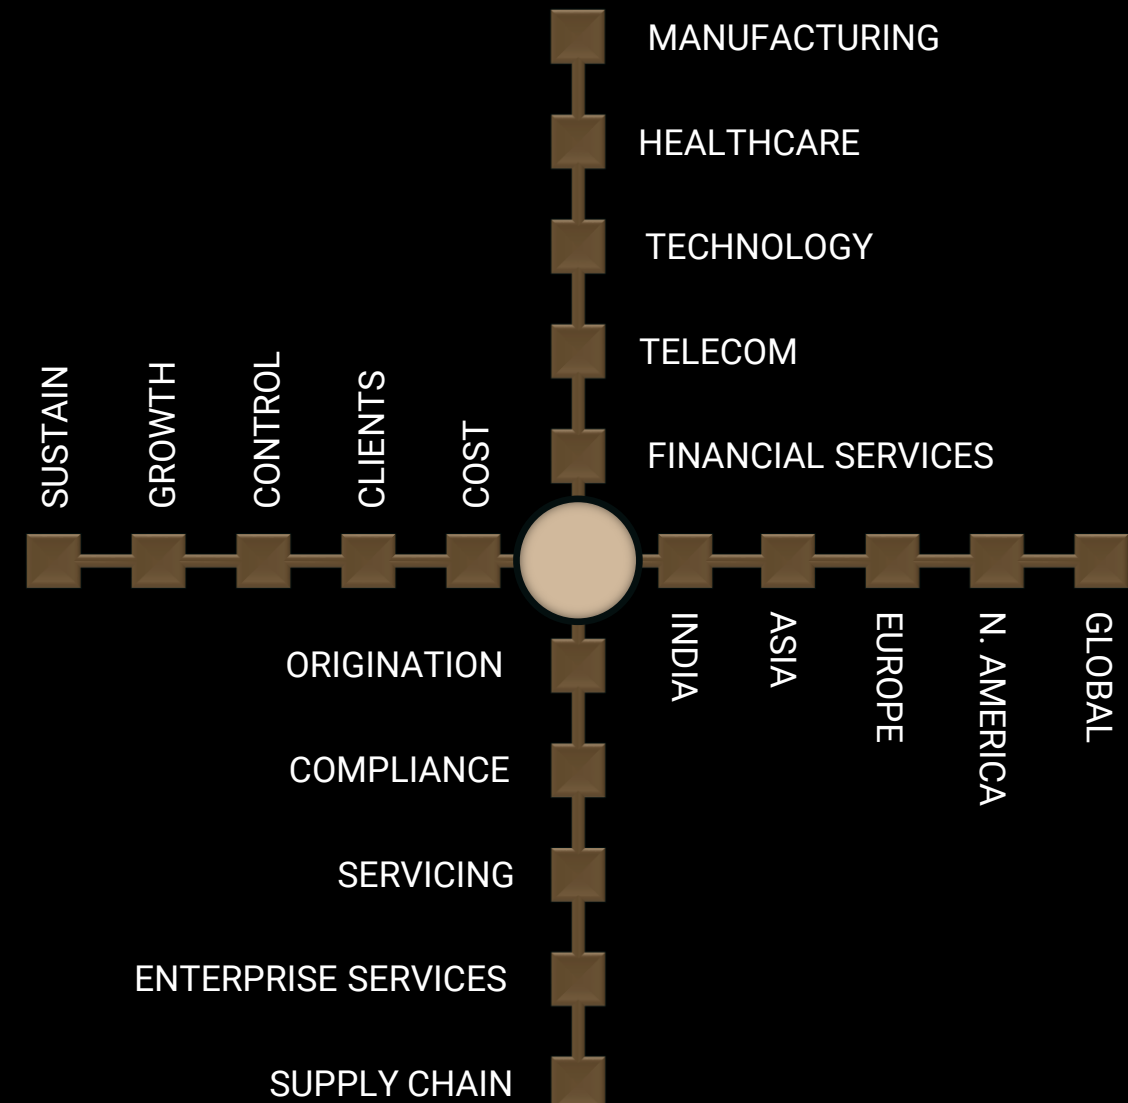 MANUFACTURING
HEALTHCARE
TECHNOLOGY
TELECOM
FINANCIAL SERVICES
SUSTAIN
GROWTH
CONTROL
CLIENTS
COST
INDIA
ASIA
EUROPE
N. AMERICA
GLOBAL
ORIGINATION
COMPLIANCE
SERVICING
ENTERPRISE SERVICES
SUPPLY CHAIN